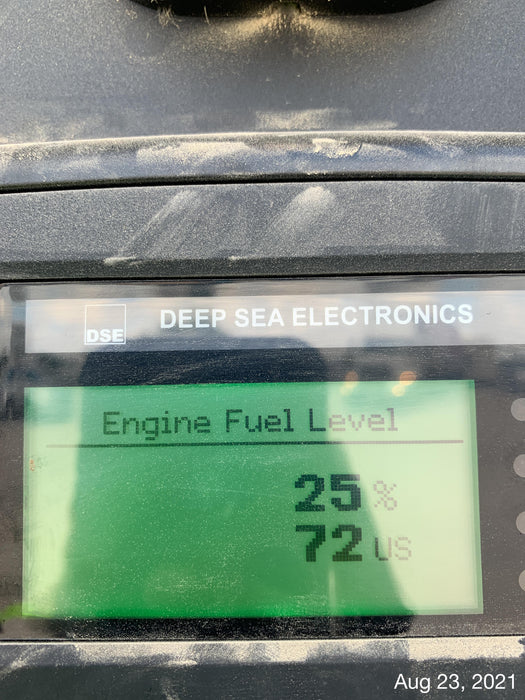 DSE DEEP SEA ELECTRONICS
Engine Fuel Level
25 %
72 US
Aug 23, 2021